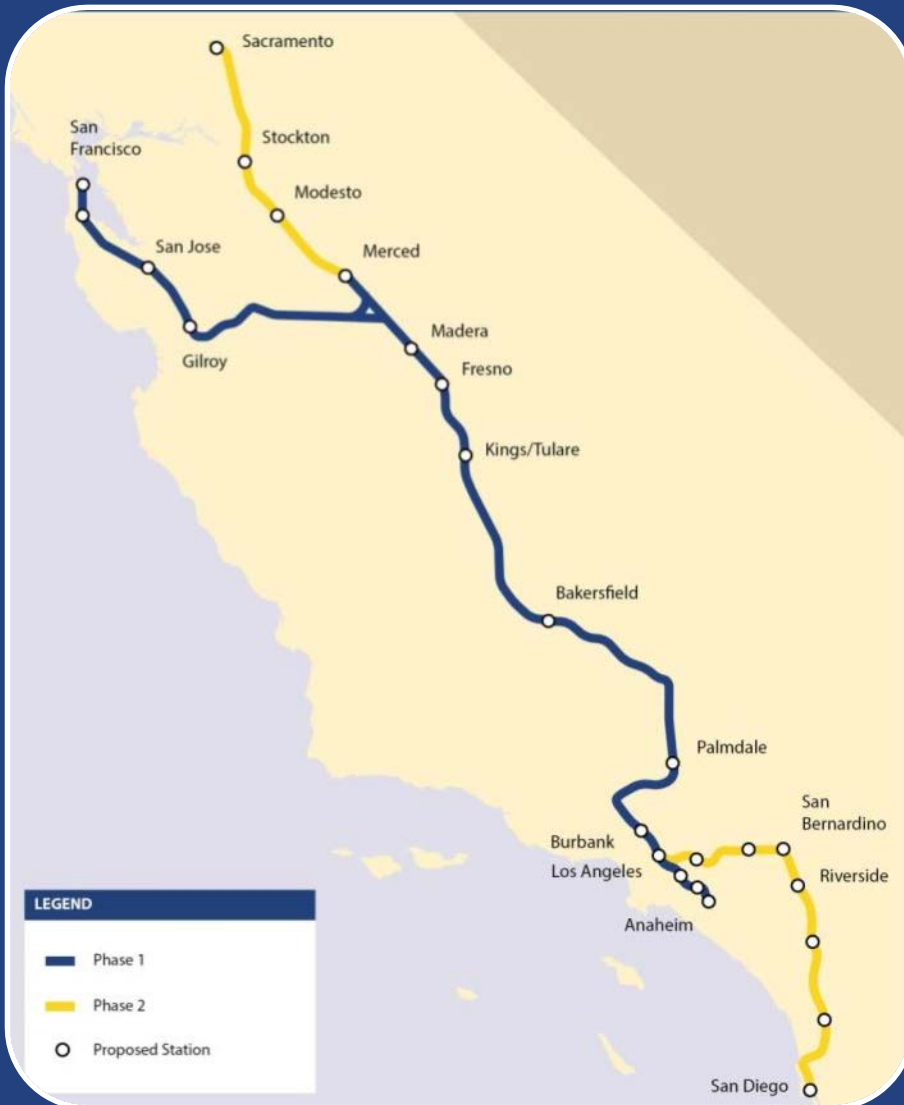 Sacramento
Stockton
San
Francisco
Modesto
San Jose
Merced
Gilroy
Madera
Fresno
Kings/Tulare
Bakersfield
Palmdale
San
Bernardino
Burbank
Los Angeles
Riverside
Anaheim
San Diego
LEGEND
Phase 1
Phase 2
Proposed Station